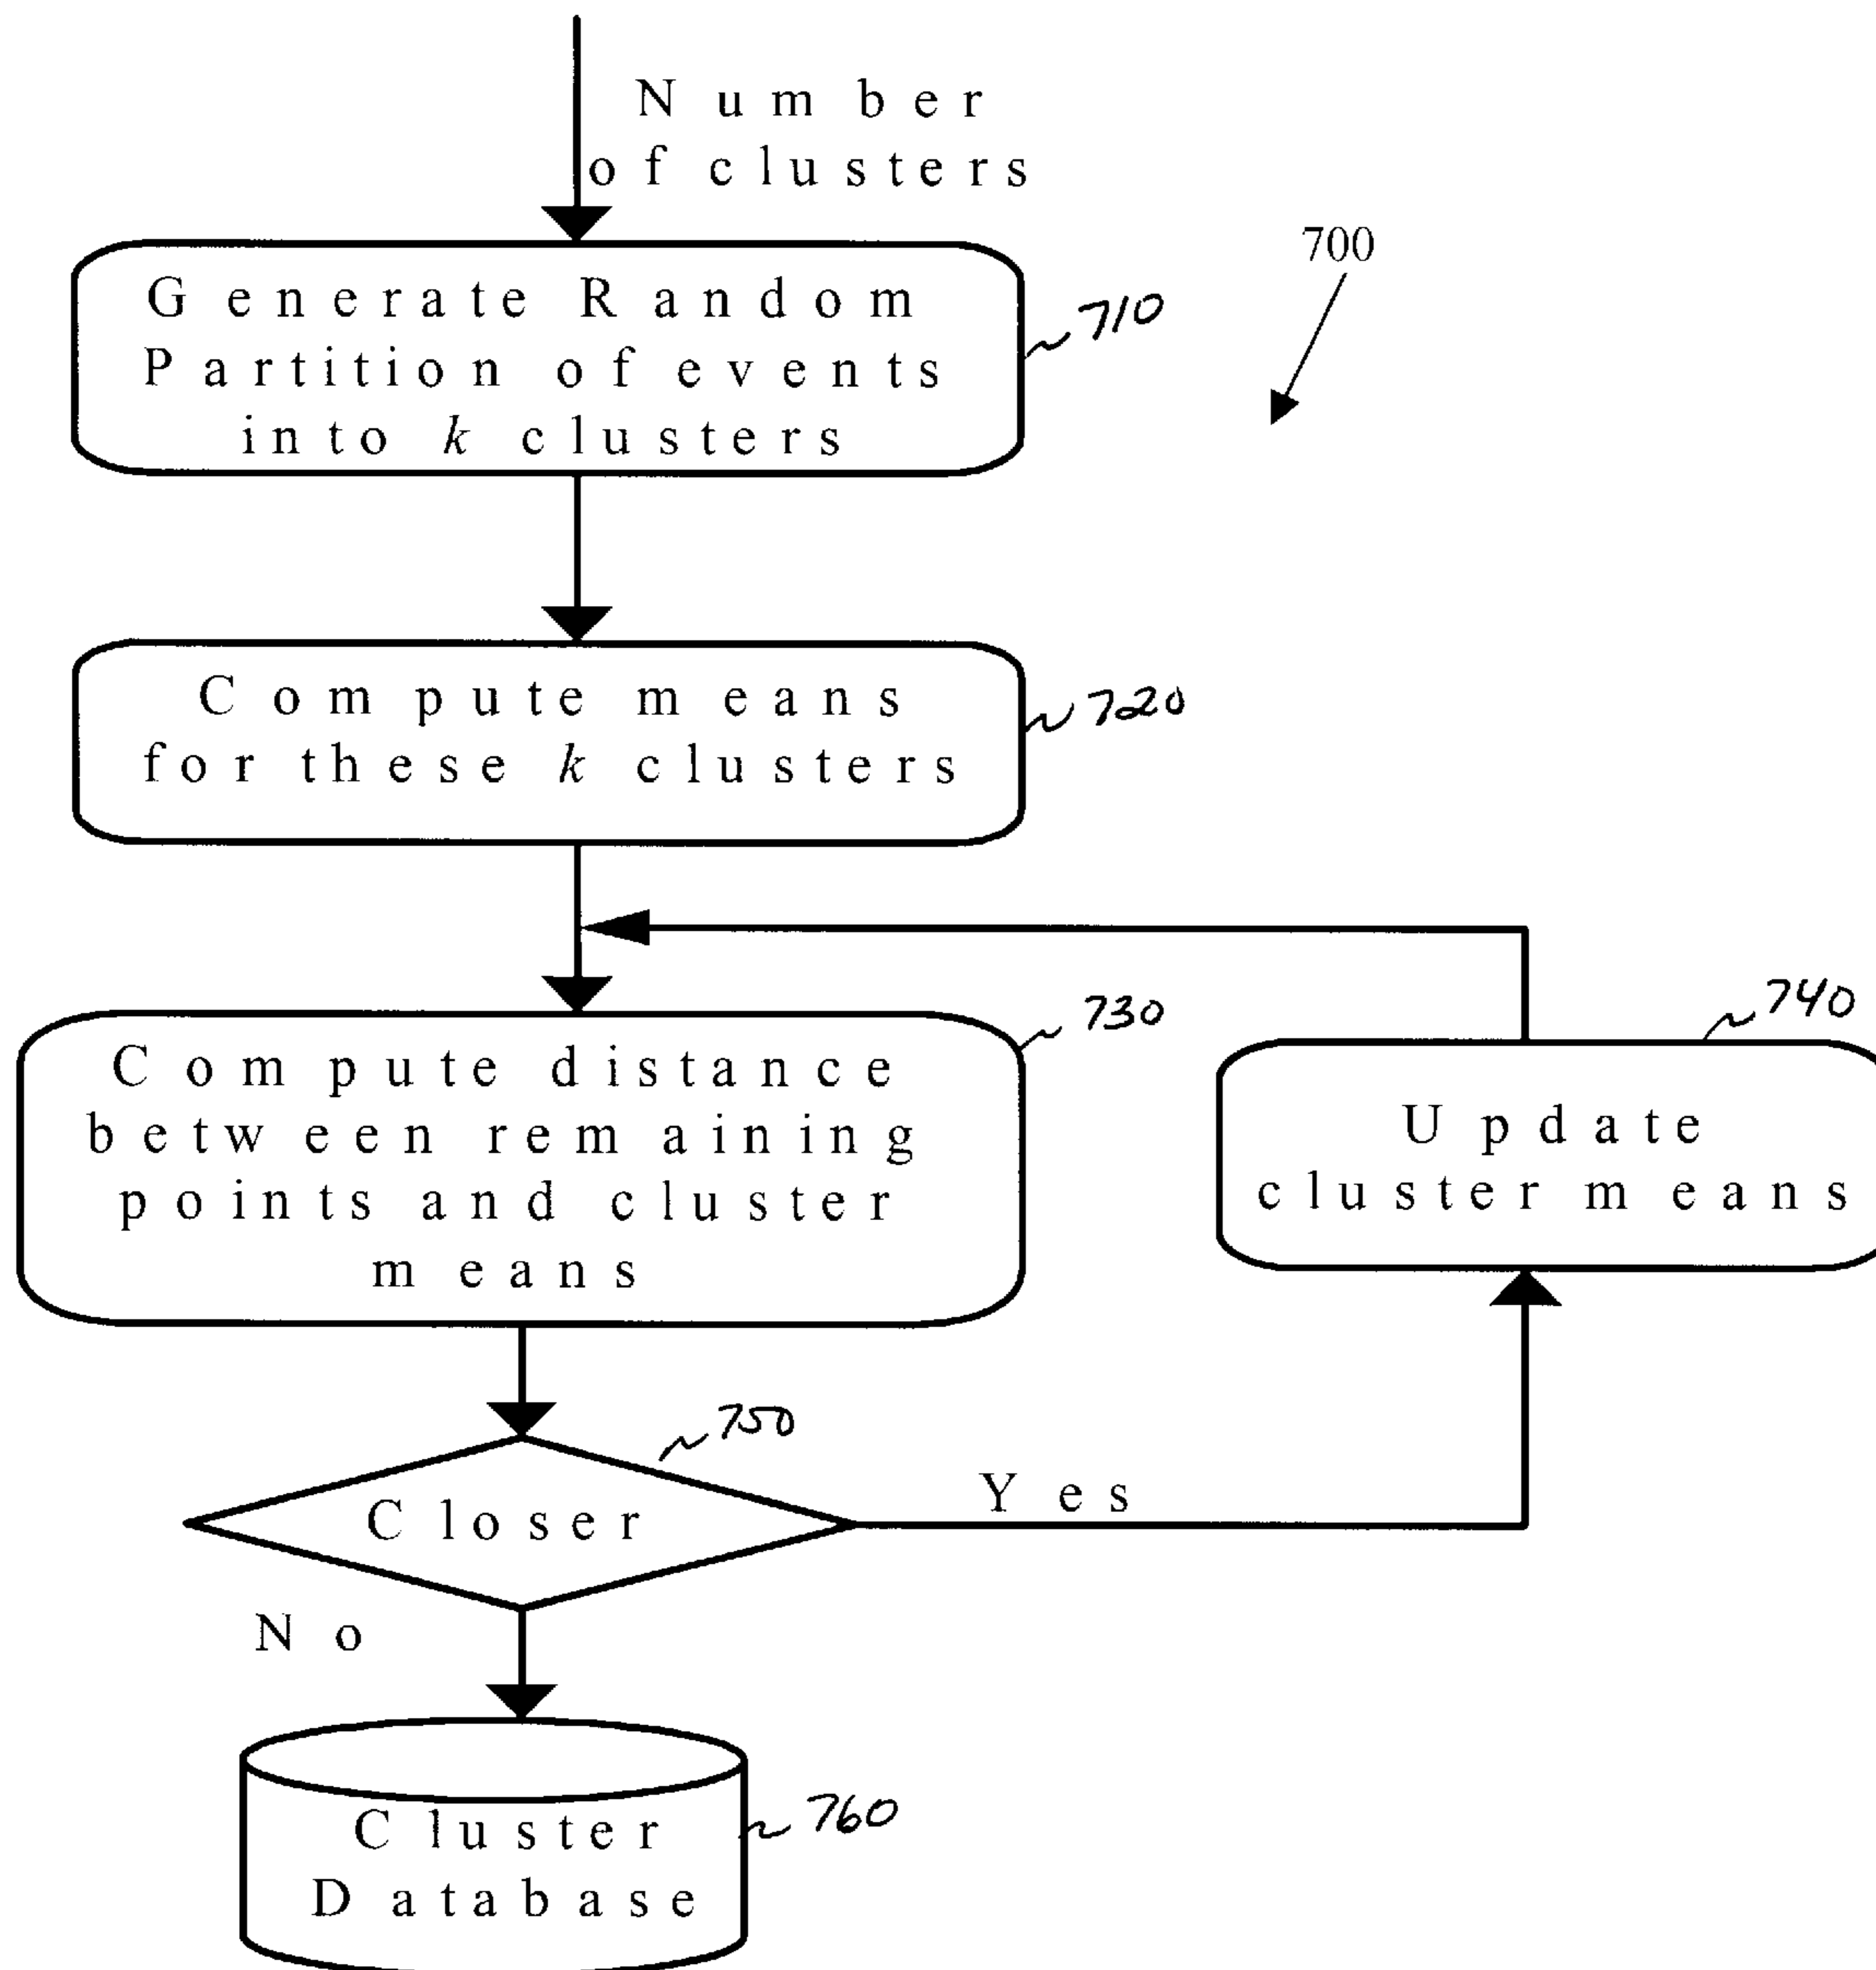 Number
of clusters
700
Generate Random
Partition of events
into k clusters
710
Compute means
for these k clusters
720
730
740
Compute distance
between remaining
points and cluster
means
Update
cluster means
750
Closer
Yes
No
Cluster
Database
760